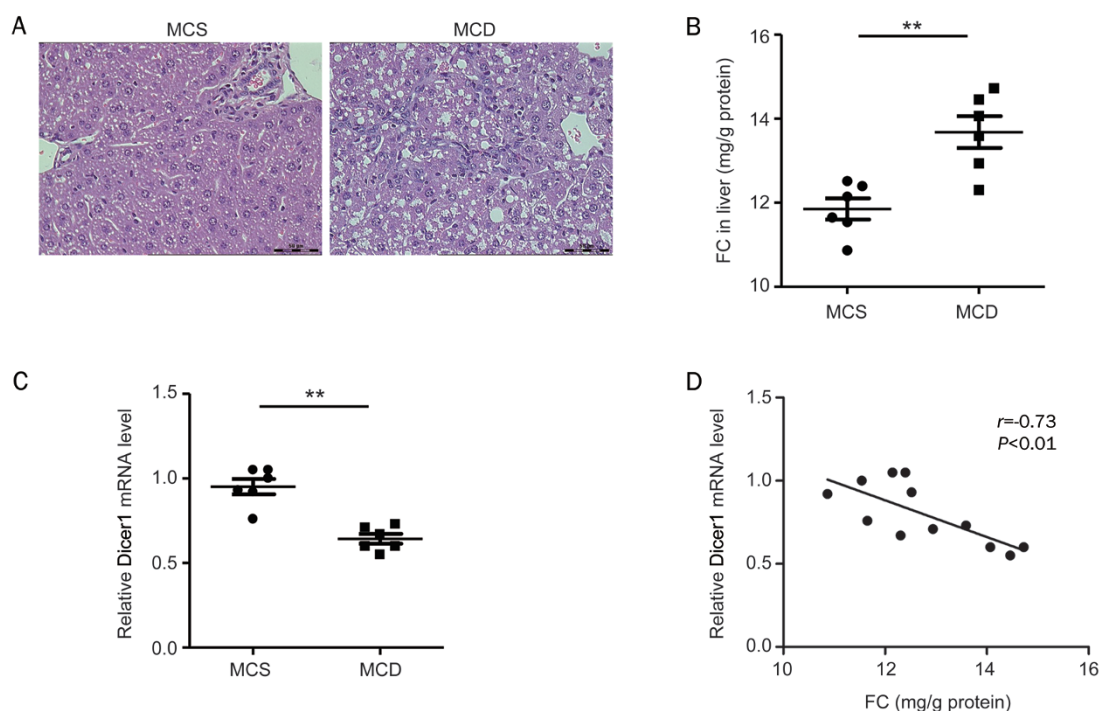 A
MCS
MCD
B
**
16
14
12
10
FC in liver (mg/g protein)
MCS
MCD
C
**
1.5
1.0
0.5
0.0
Relative Dicer1 mRNA level
MCS
MCD
D
r=-0.73
P<0.01
1.5
1.0
0.5
0.0
Relative Dicer1 mRNA level
10
12
14
16
FC (mg/g protein)